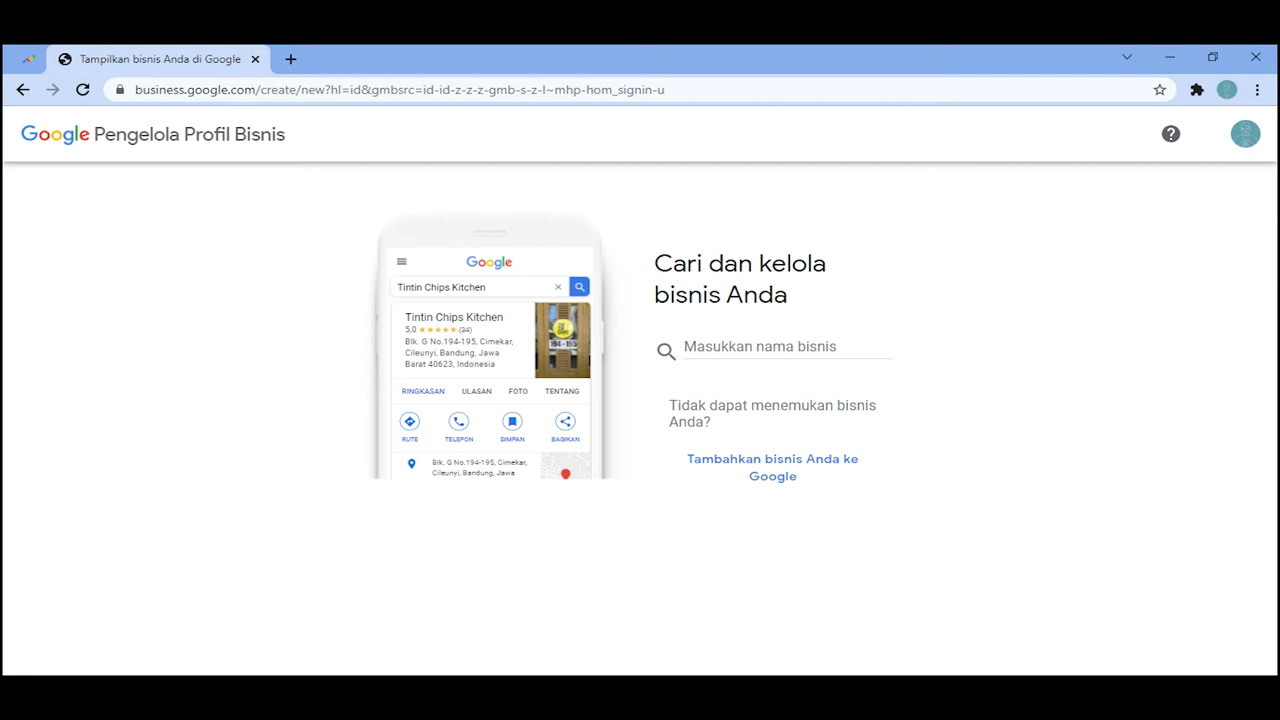 Tampilkan bisnis Anda di Google
business.google.com/create/new?hl=id&gmbsrc=id-id-z-z-z-gmb-s-z-l~mhp-hom_signin-u
Google Pengelola Profil Bisnis
Google
Tintin Chips Kitchen
Tintin Chips Kitchen
5,0 ★★★★★ (34)
Blk. G No.194-195, Cimekar,
Cileunyi, Bandung, Jawa
Barat 40623, Indonesia
194-195
RINGKASAN ULASAN FOTO TENTANG
RUTE TELEPON SIMPAN BAGIKAN
Blk. G No.194-195, Cimekar,
Cileunyi, Bandung, Jawa
Cari dan kelola
bisnis Anda
Masukkan nama bisnis
Tidak dapat menemukan bisnis
Anda?
Tambahkan bisnis Anda ke
Google